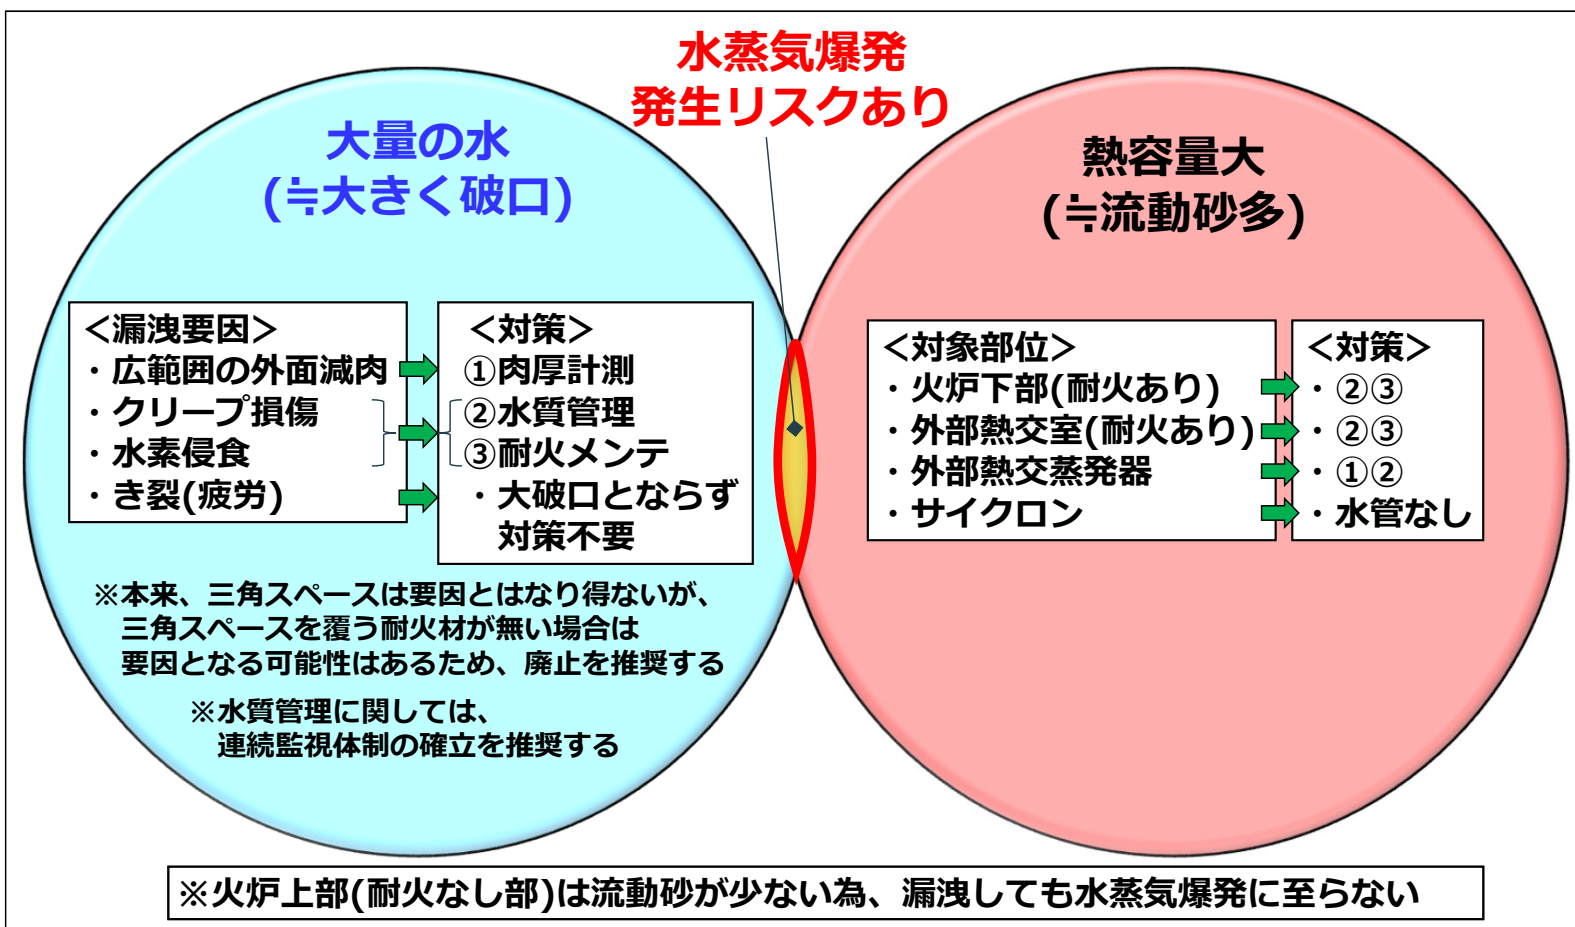 水蒸気爆発
発生リスクあり
大量の水
(≒大きく破口)
<漏洩要因>
・広範囲の外面減肉
・クリープ損傷
・水素侵食
・き裂(疲労)
<対策>
①肉厚計測
②水質管理
③耐火メンテ
・大破口とならず
対策不要
※本来、三角スペースは要因とはなり得ないが、
三角スペースを覆う耐火材が無い場合は
要因となる可能性はあるため、廃止を推奨する
※水質管理に関しては、
連続監視体制の確立を推奨する
熱容量大
(≒流動砂多)
<対象部位>
・火炉下部(耐火あり)
・外部熱交室(耐火あり)
・外部熱交蒸発器
・サイクロン
<対策>
・②③
・②③
・①②
・水管なし
※火炉上部(耐火なし部)は流動砂が少ない為、漏洩しても水蒸気爆発に至らない